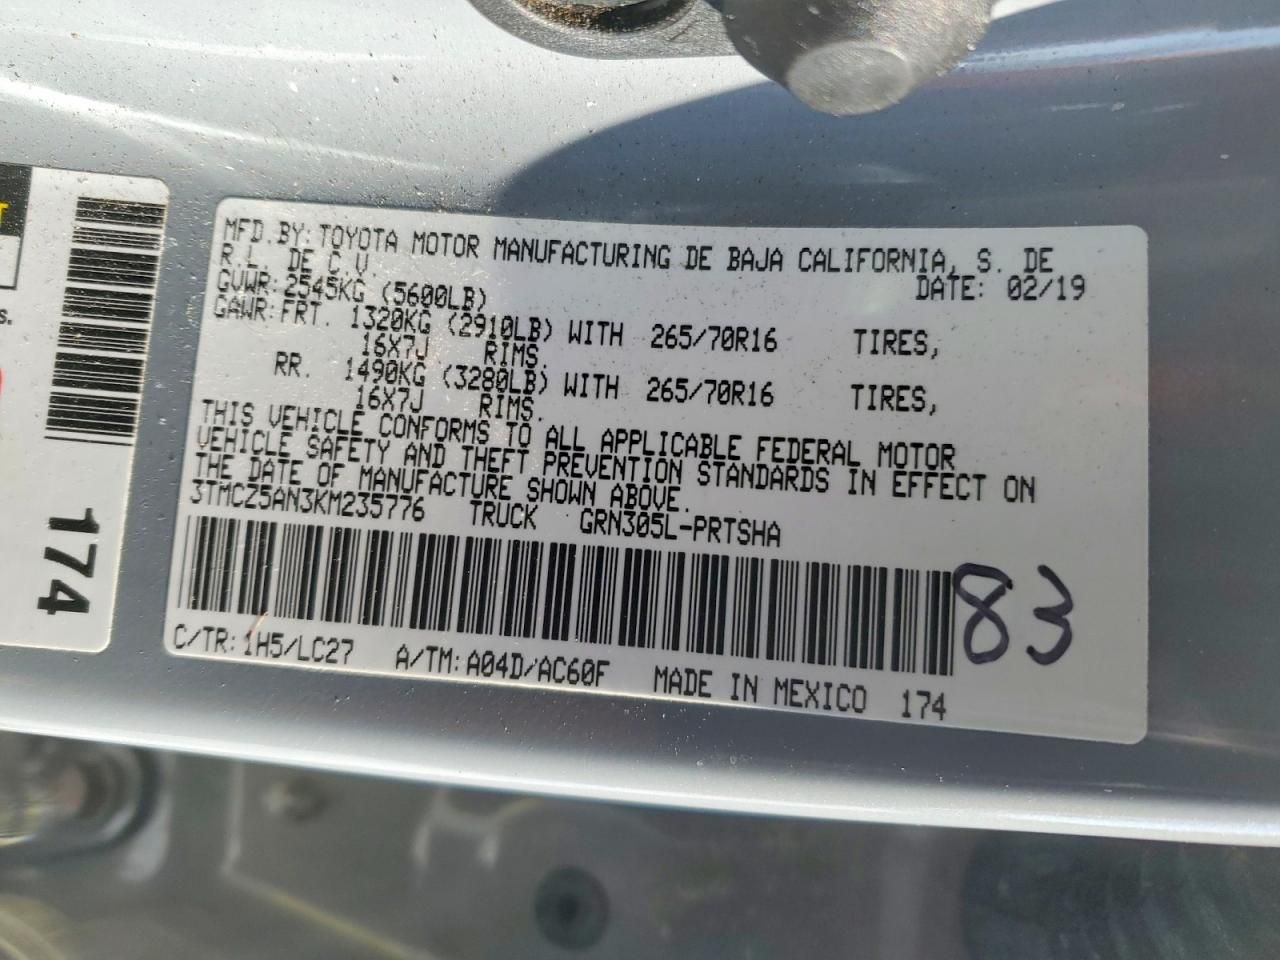 MFD. BY: TOYOTA MOTOR MANUFACTURING DE BAJA CALIFORNIA, S. DE
R.L. DE C.V. DATE: 02/19
GVWR: 2545KG (5600LB)
GAWR: FRT. 1320KG (2910LB) WITH 265/70R16 TIRES,
16X7J RIMS.
RR. 1490KG (3280LB) WITH 265/70R16 TIRES,
16X7J RIMS.
THIS VEHICLE CONFORMS TO ALL APPLICABLE FEDERAL MOTOR
VEHICLE SAFETY AND THEFT PREVENTION STANDARDS IN EFFECT ON
THE DATE OF MANUFACTURE SHOWN ABOVE.
3TMCZ5AN3KM235776 TRUCK GRN305L-PRTSHA
83
C/TR: 1H5/LC27 A/TM: A04D/AC60F MADE IN MEXICO 174
174